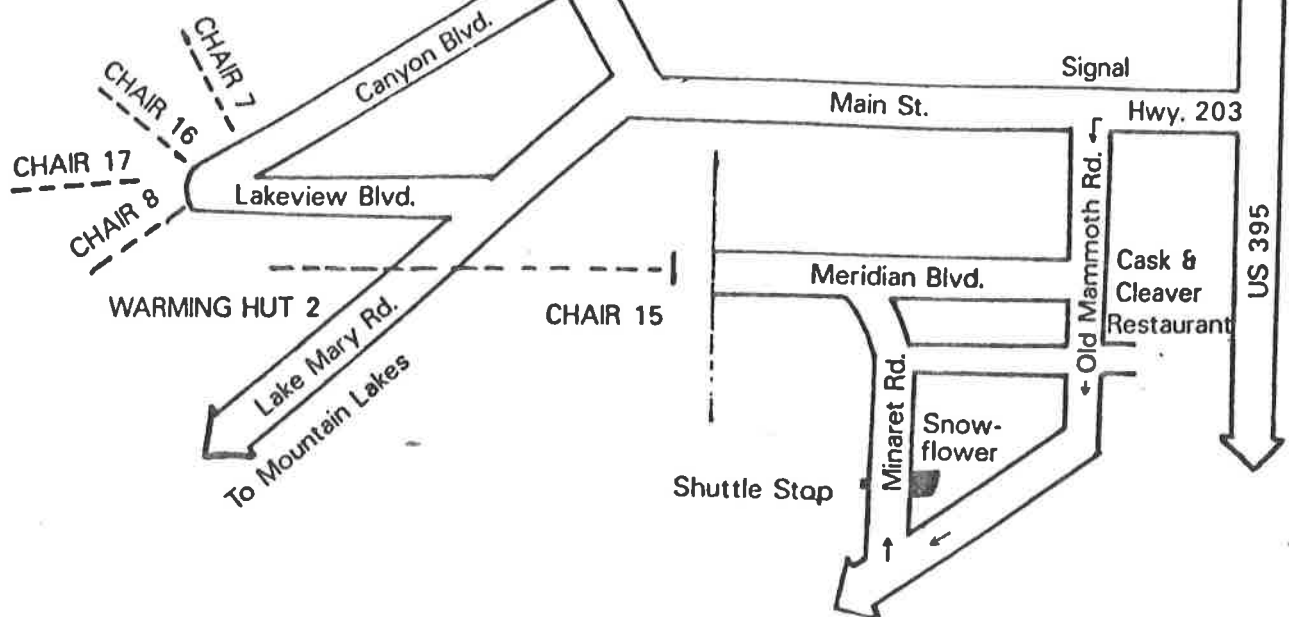 CHAIR 7
Canyon Blvd.
Signal
CHAIR 16
Main St.
Hwy. 203
CHAIR 17
Lakeview Blvd.
CHAIR 8
Old Mammoth Rd.
US 395
Meridian Blvd.
Cask &
Cleaver
Restaurant
WARMING HUT 2
CHAIR 15
Lake Mary Rd.
To Mountain Lakes
Minaret Rd.
Snow-
flower
Shuttle Stop